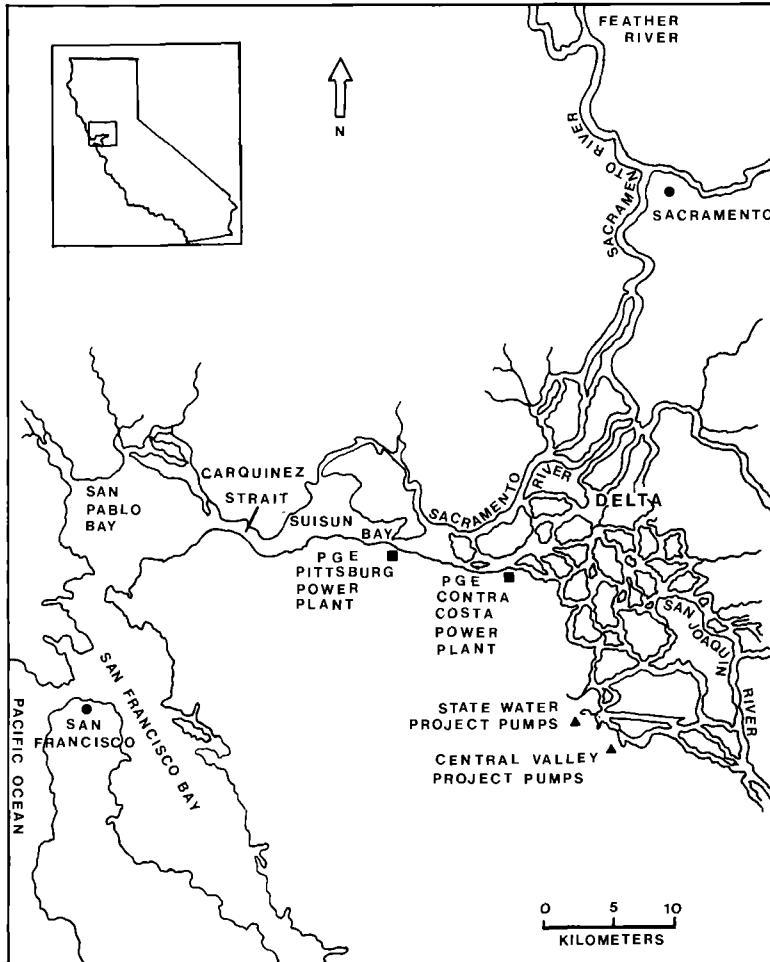 FEATHER
RIVER
N
SACRAMENTO RIVER
SACRAMENTO
CARQUINEZ
STRAIT
SAN
PABLO
BAY
SUISUN
BAY
SACRAMENTO
RIVER
DELTA
PGE
PITTSBURG
POWER
PLANT
PGE
CONTRA
COSTA
POWER
PLANT
SAN JOAQUIN
RIVER
SAN FRANCISCO BAY
PACIFIC OCEAN
SAN
FRANCISCO
STATE WATER
PROJECT PUMPS
CENTRAL VALLEY
PROJECT PUMPS
0 5 10
KILOMETERS